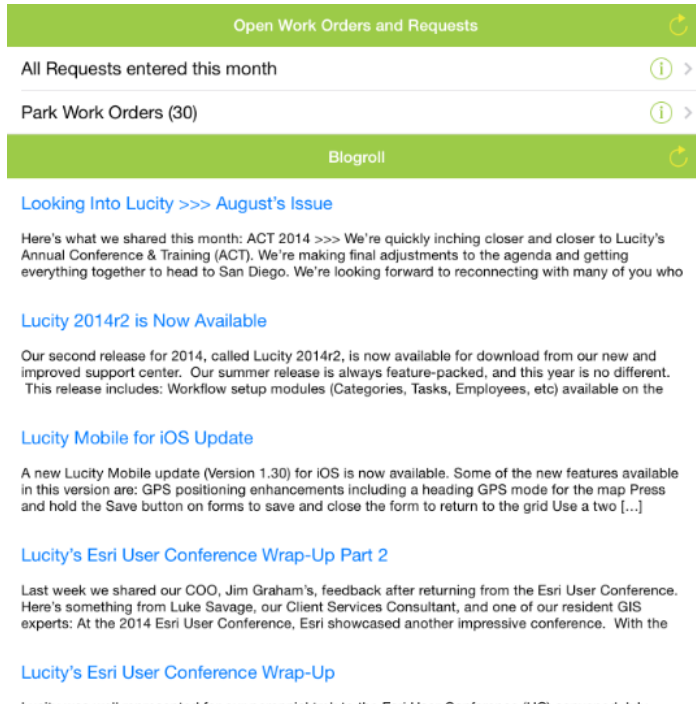 Open Work Orders and Requests
All Requests entered this month
Park Work Orders (30)
Blogroll
Looking Into Lucity >>> August's Issue
Here's what we shared this month: ACT 2014 >>> We're quickly inching closer and closer to Lucity's
Annual Conference & Training (ACT). We're making final adjustments to the agenda and getting
everything together to head to San Diego. We're looking forward to reconnecting with many of you who
Lucity 2014r2 is Now Available
Our second release for 2014, called Lucity 2014r2, is now available for download from our new and
improved support center.  Our summer release is always feature-packed, and this year is no different.
This release includes: Workflow setup modules (Categories, Tasks, Employees, etc) available on the
Lucity Mobile for iOS Update
A new Lucity Mobile update (Version 1.30) for iOS is now available. Some of the new features available
in this version are: GPS positioning enhancements including a heading GPS mode for the map Press
and hold the Save button on forms to save and close the form to return to the grid Use a two [...]
Lucity's Esri User Conference Wrap-Up Part 2
Last week we shared our COO, Jim Graham's, feedback after returning from the Esri User Conference.
Here's something from Luke Savage, our Client Services Consultant, and one of our resident GIS
experts: At the 2014 Esri User Conference, Esri showcased another impressive conference.  With the
Lucity's Esri User Conference Wrap-Up